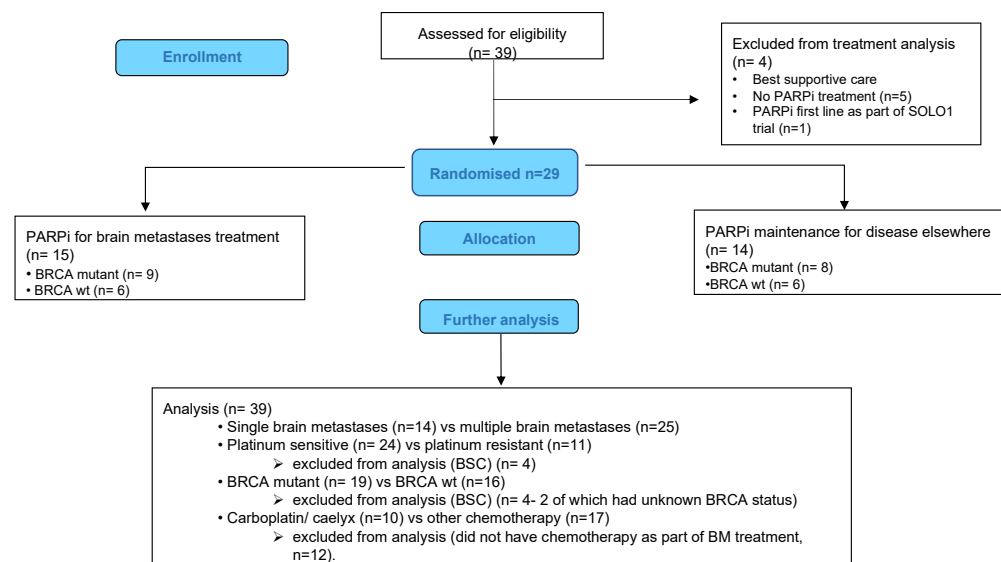 Enrollment
Assessed for eligibility
(n= 39)
Excluded from treatment analysis
(n= 4)
• Best supportive care
• No PARPi treatment (n=5)
• PARPi first line as part of SOLO1
trial (n=1)
Randomised n=29
PARPi for brain metastases treatment
(n= 15)
• BRCA mutant (n= 9)
• BRCA wt (n= 6)
Allocation
PARPi maintenance for disease elsewhere
(n= 14)
•BRCA mutant (n= 8)
•BRCA wt (n= 6)
Further analysis
Analysis (n= 39)
• Single brain metastases (n=14) vs multiple brain metastases (n=25)
• Platinum sensitive (n= 24) vs platinum resistant (n=11)
➢ excluded from analysis (BSC) (n= 4)
• BRCA mutant (n= 19) vs BRCA wt (n=16)
➢ excluded from analysis (BSC) (n= 4- 2 of which had unknown BRCA status)
• Carboplatin/ caelyx (n=10) vs other chemotherapy (n=17)
➢ excluded from analysis (did not have chemotherapy as part of BM treatment,
n=12).